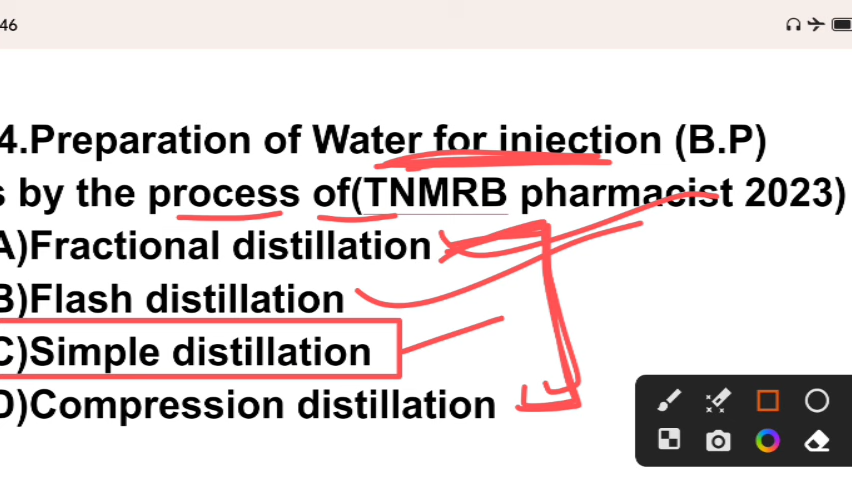 46
4.Preparation of Water for injection (B.P)
s by the process of(TNMRB pharmacist 2023)
A)Fractional distillation
B)Flash distillation
C)Simple distillation
D)Compression distillation